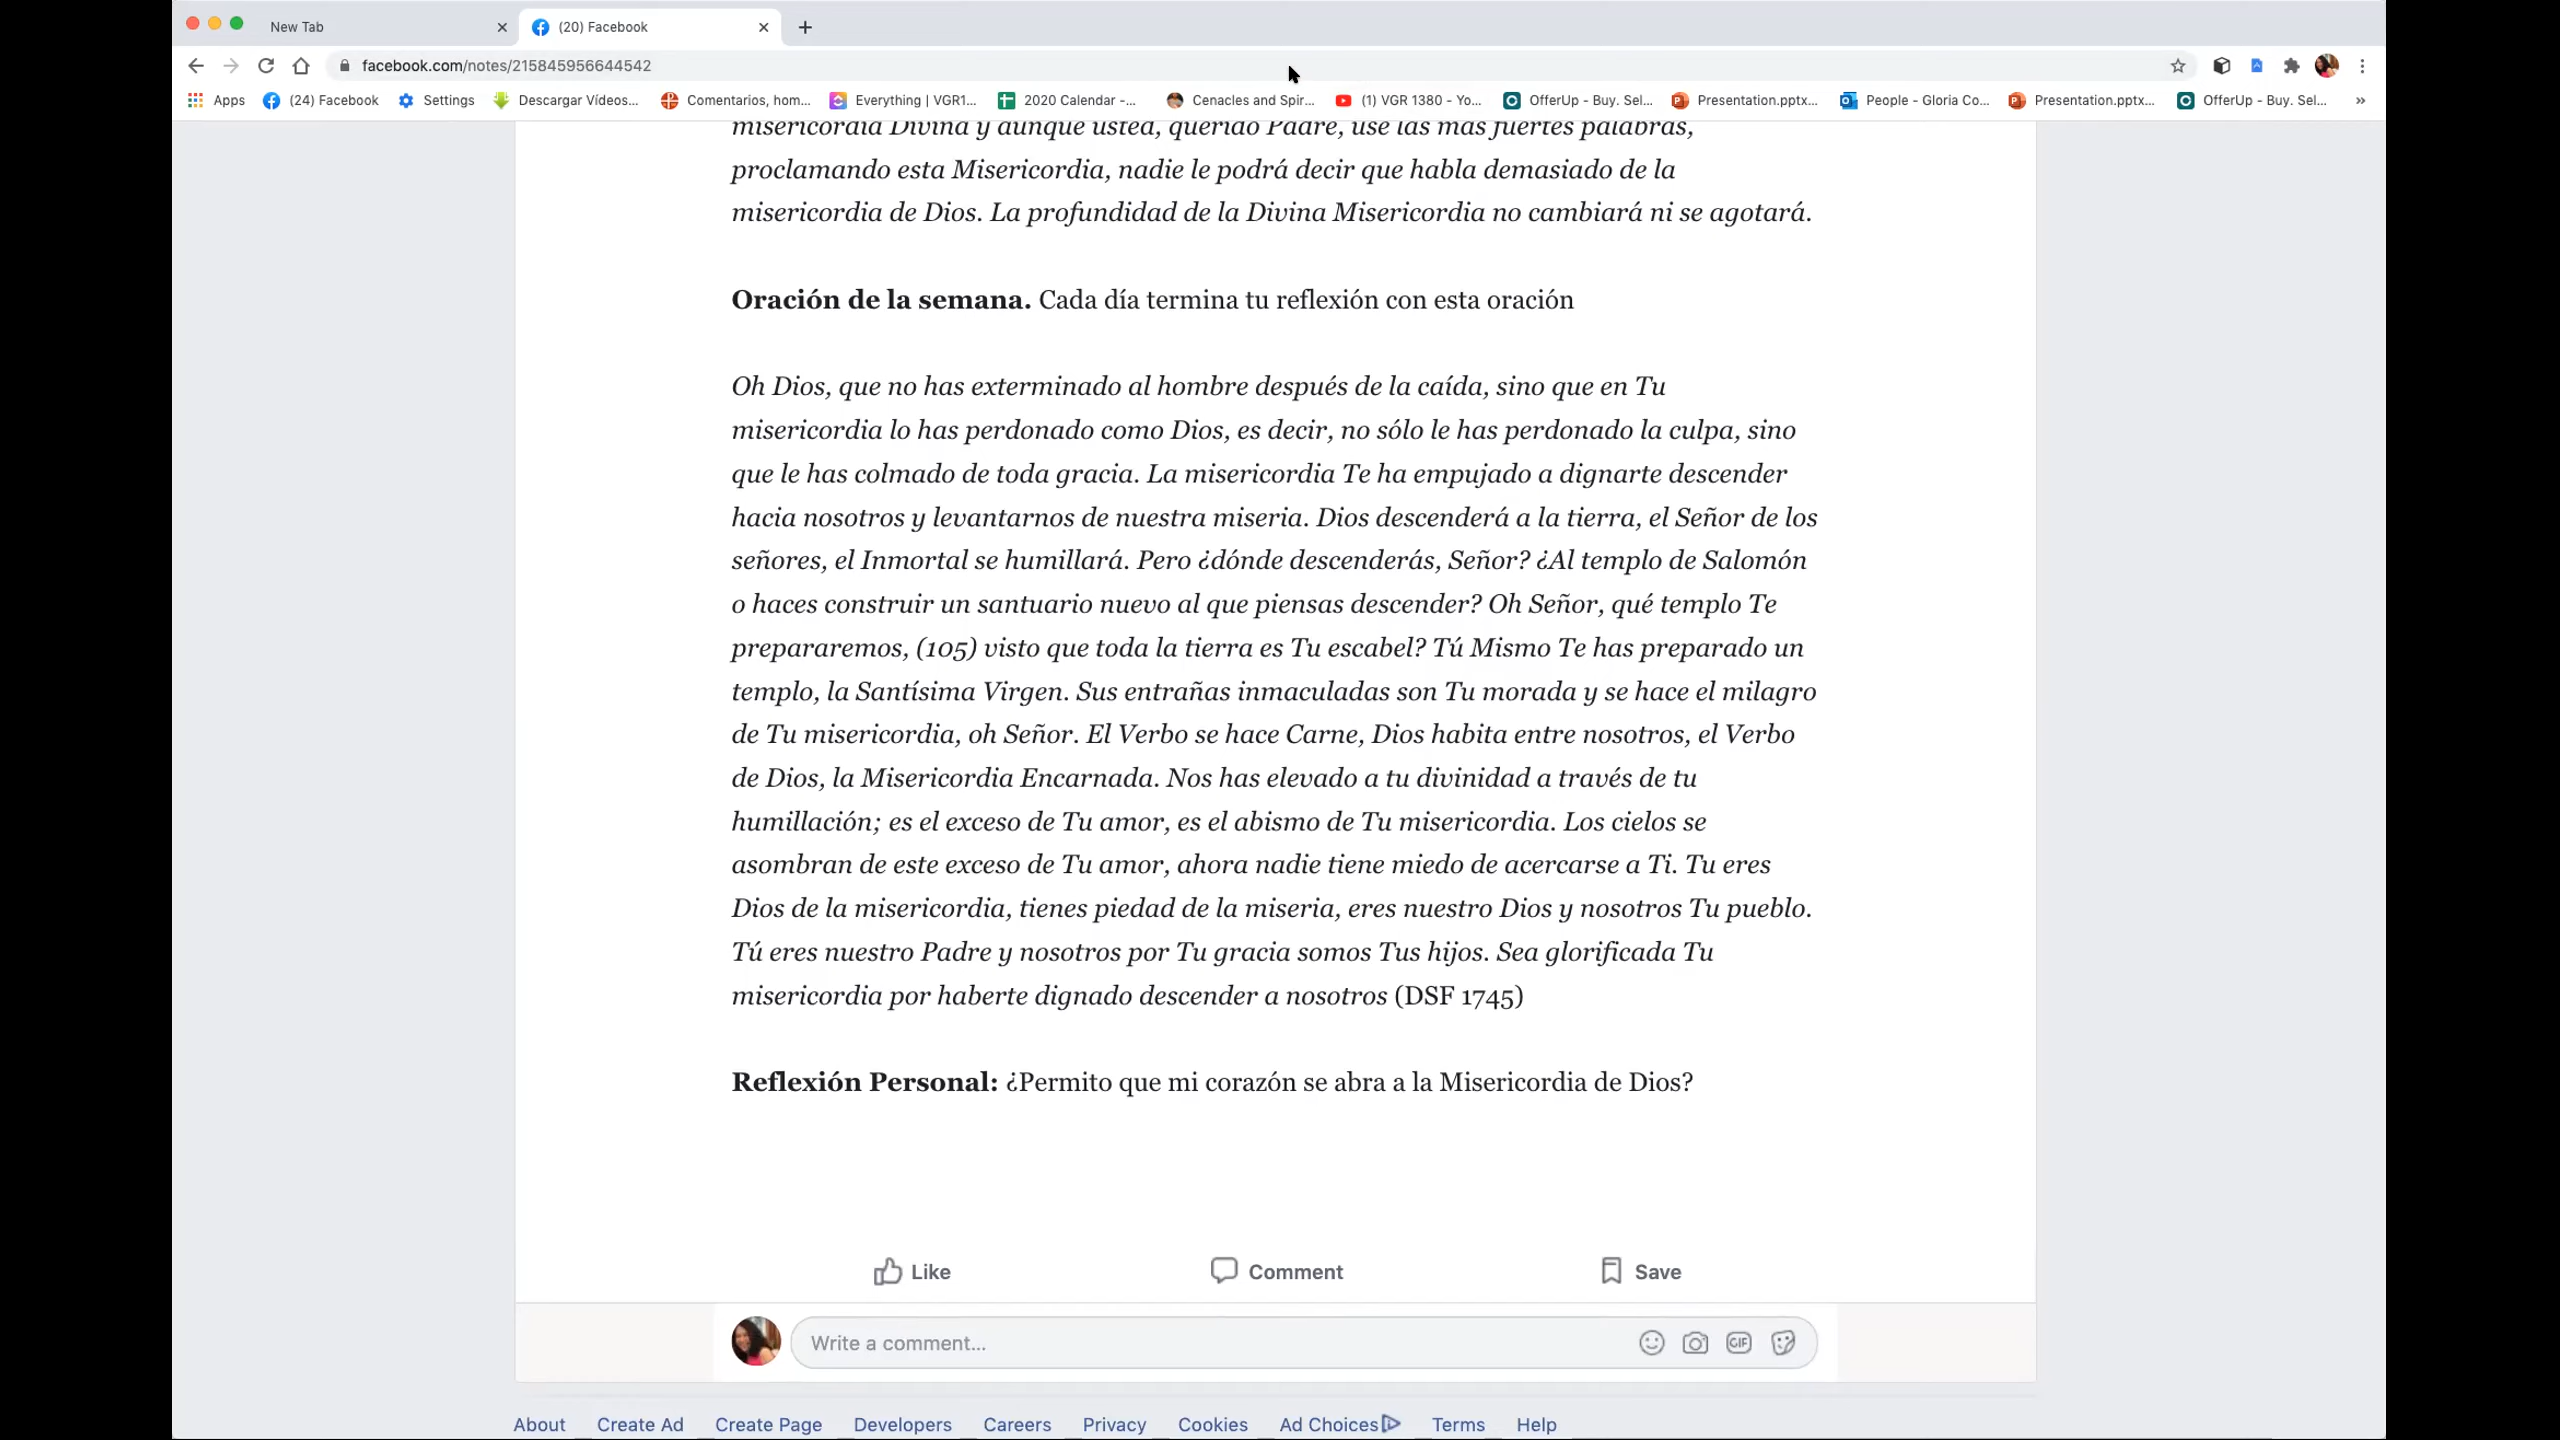 New Tab
(20) Facebook
facebook.com/notes/215845956644542
Apps
(24) Facebook
Settings
Descargar Vídeos...
Comentarios, hom...
Everything | VGR1...
2020 Calendar -...
Cenacles and Spir...
(1) VGR 1380 - Yo...
OfferUp - Buy. Sel...
Presentation.pptx...
People - Gloria Co...
Presentation.pptx...
OfferUp - Buy. Sel...
misericordia Divina y aunque usted, querido Padre, use las más fuertes palabras,
proclamando esta Misericordia, nadie le podrá decir que habla demasiado de la
misericordia de Dios. La profundidad de la Divina Misericordia no cambiará ni se agotará.
Oración de la semana. Cada día termina tu reflexión con esta oración
Oh Dios, que no has exterminado al hombre después de la caída, sino que en Tu
misericordia lo has perdonado como Dios, es decir, no sólo le has perdonado la culpa, sino
que le has colmado de toda gracia. La misericordia Te ha empujado a dignarte descender
hacia nosotros y levantarnos de nuestra miseria. Dios descenderá a la tierra, el Señor de los
señores, el Inmortal se humillará. Pero ¿dónde descenderás, Señor? ¿Al templo de Salomón
o haces construir un santuario nuevo al que piensas descender? Oh Señor, qué templo Te
prepararemos, (105) visto que toda la tierra es Tu escabel? Tú Mismo Te has preparado un
templo, la Santísima Virgen. Sus entrañas inmaculadas son Tu morada y se hace el milagro
de Tu misericordia, oh Señor. El Verbo se hace Carne, Dios habita entre nosotros, el Verbo
de Dios, la Misericordia Encarnada. Nos has elevado a tu divinidad a través de tu
humillación; es el exceso de Tu amor, es el abismo de Tu misericordia. Los cielos se
asombran de este exceso de Tu amor, ahora nadie tiene miedo de acercarse a Ti. Tu eres
Dios de la misericordia, tienes piedad de la miseria, eres nuestro Dios y nosotros Tu pueblo.
Tú eres nuestro Padre y nosotros por Tu gracia somos Tus hijos. Sea glorificada Tu
misericordia por haberte dignado descender a nosotros (DSF 1745)
Reflexión Personal: ¿Permito que mi corazón se abra a la Misericordia de Dios?
Like
Comment
Save
Write a comment...
GIF
About
Create Ad
Create Page
Developers
Careers
Privacy
Cookies
Ad Choices
Terms
Help